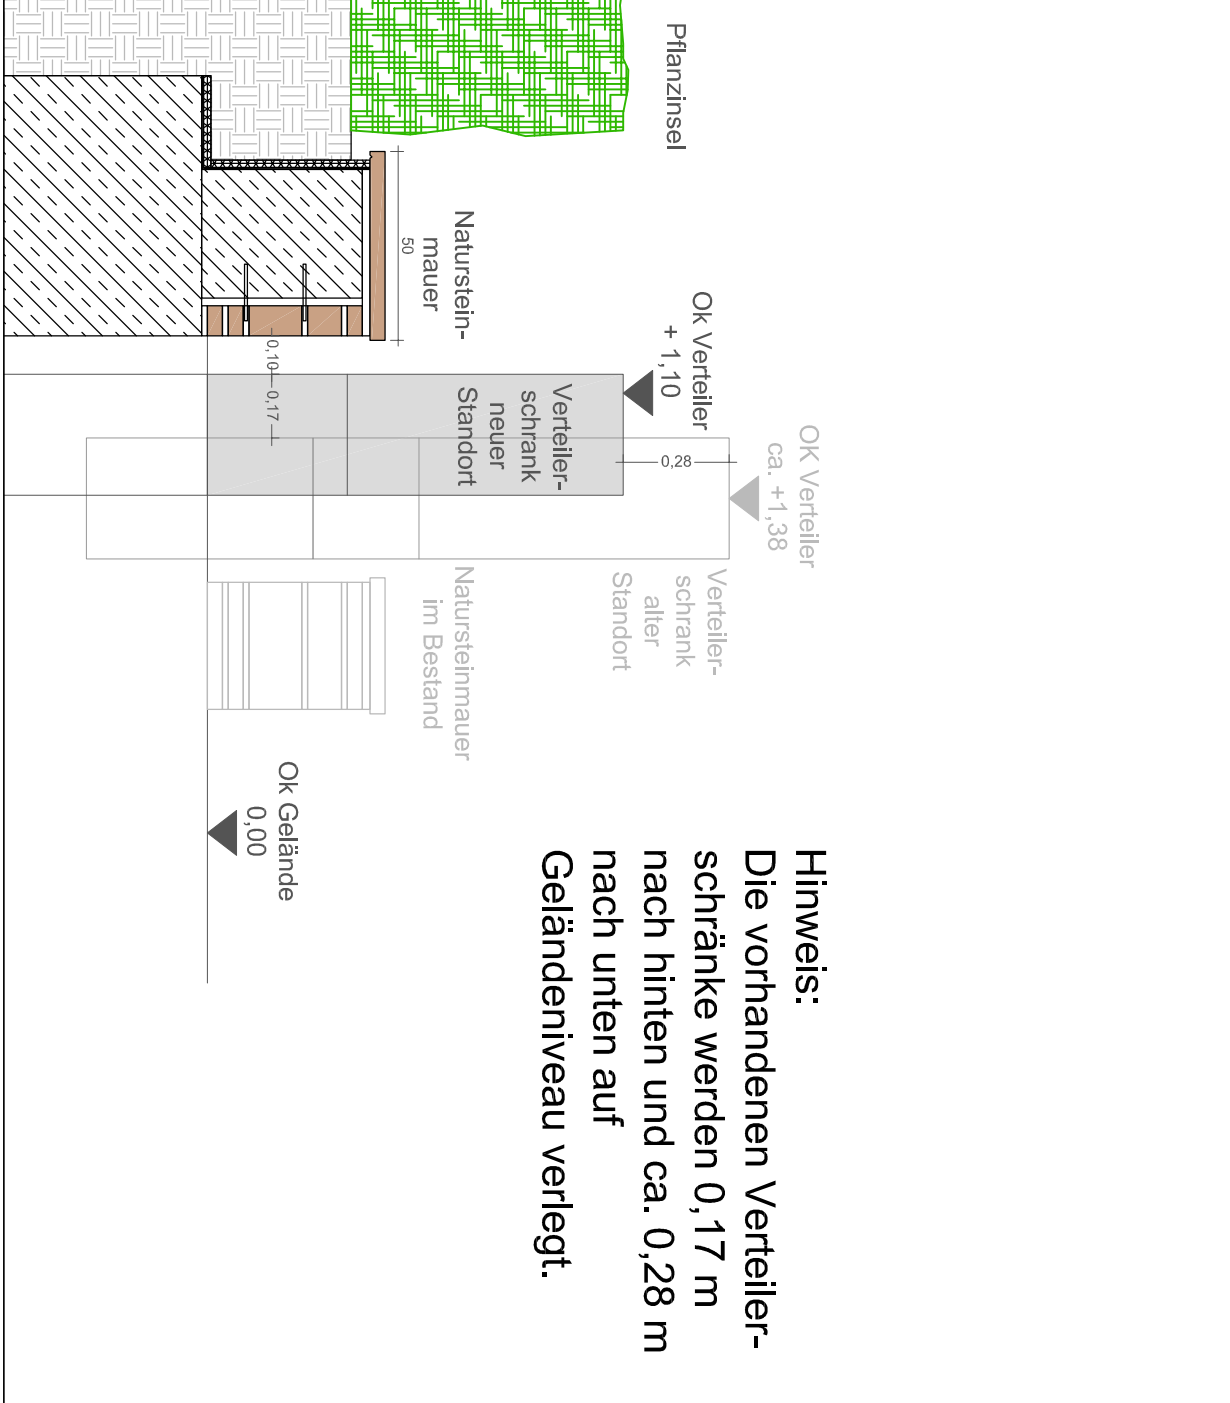 Pflanzinsel
Naturstein-
mauer
50
Ok Verteiler
+ 1,10
Verteiler-
schrank
neuer
Standort
0,10
0,17
OK Verteiler
ca. +1,38
0,28
Verteiler-
schrank
alter
Standort
Natursteinmauer
im Bestand
Ok Gelände
0,00
Hinweis:
Die vorhandenen Verteiler-
schränke werden 0,17 m
nach hinten und ca. 0,28 m
nach unten auf
Geländeniveau verlegt.